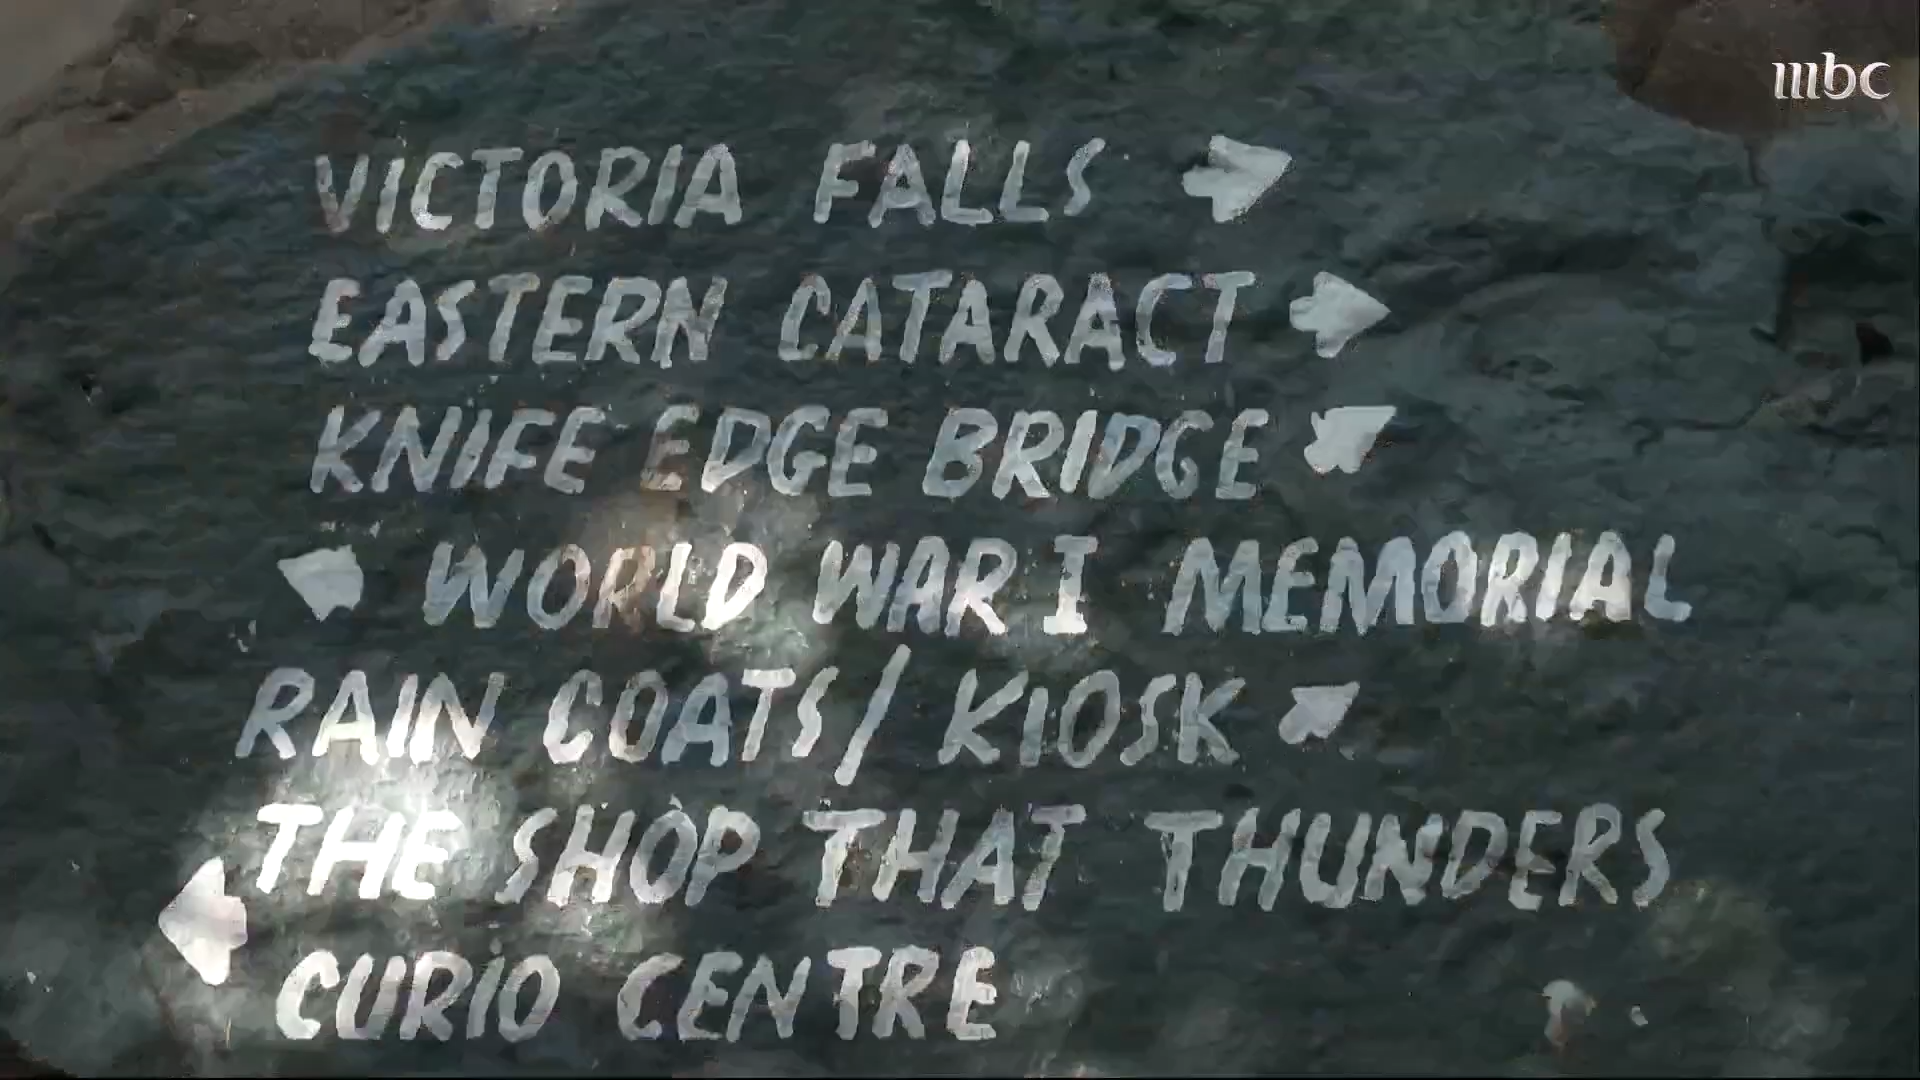 mbc
VICTORIA FALLS
EASTERN CATARACT
KNIFE EDGE BRIDGE
WORLD WAR I MEMORIAL
RAIN COATS/KIOSK
THE SHOP THAT THUNDERS
CURIO CENTRE